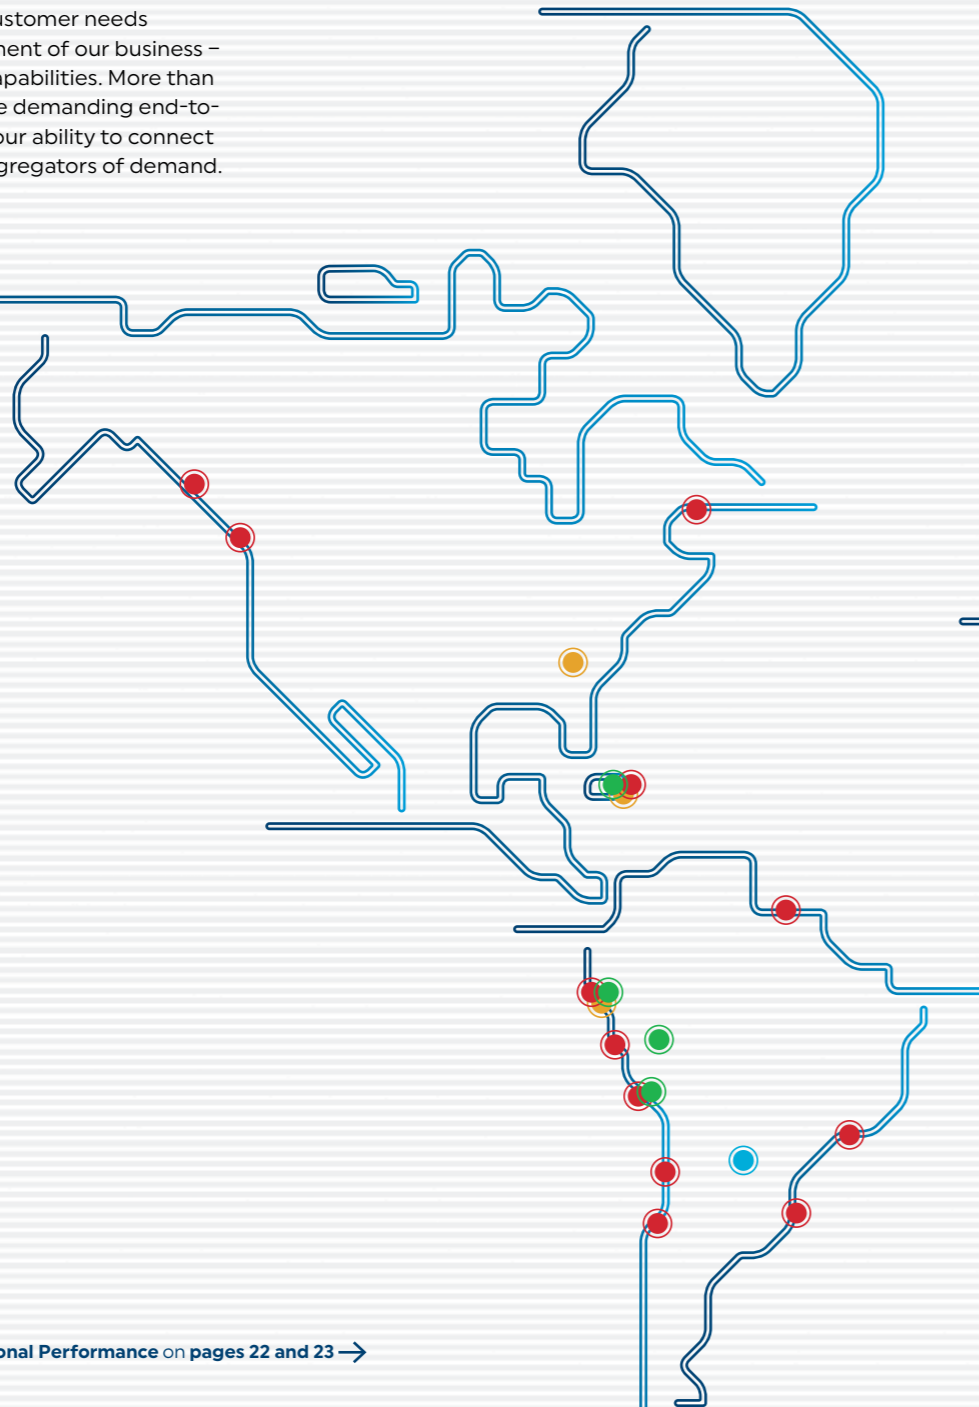 ustomer needs
nent of our business –
apabilities. More than
e demanding end-to-
our ability to connect
gregators of demand.
onal Performance on pages 22 and 23